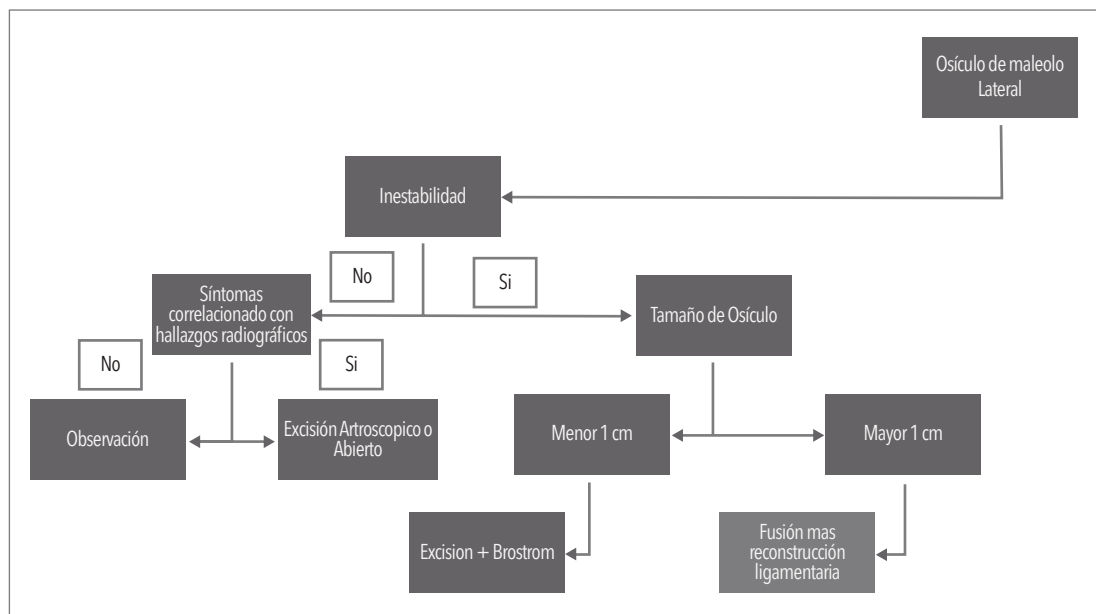 Osículo de maleolo
Lateral
Inestabilidad
No
Si
Síntomas
correlacionado con
hallazgos radiográficos
Tamaño de Osículo
No
Si
Observación
Excisión Artroscopico o
Abierto
Menor 1 cm
Mayor 1 cm
Excision + Brostrom
Fusión mas
reconstrucción
ligamentaria